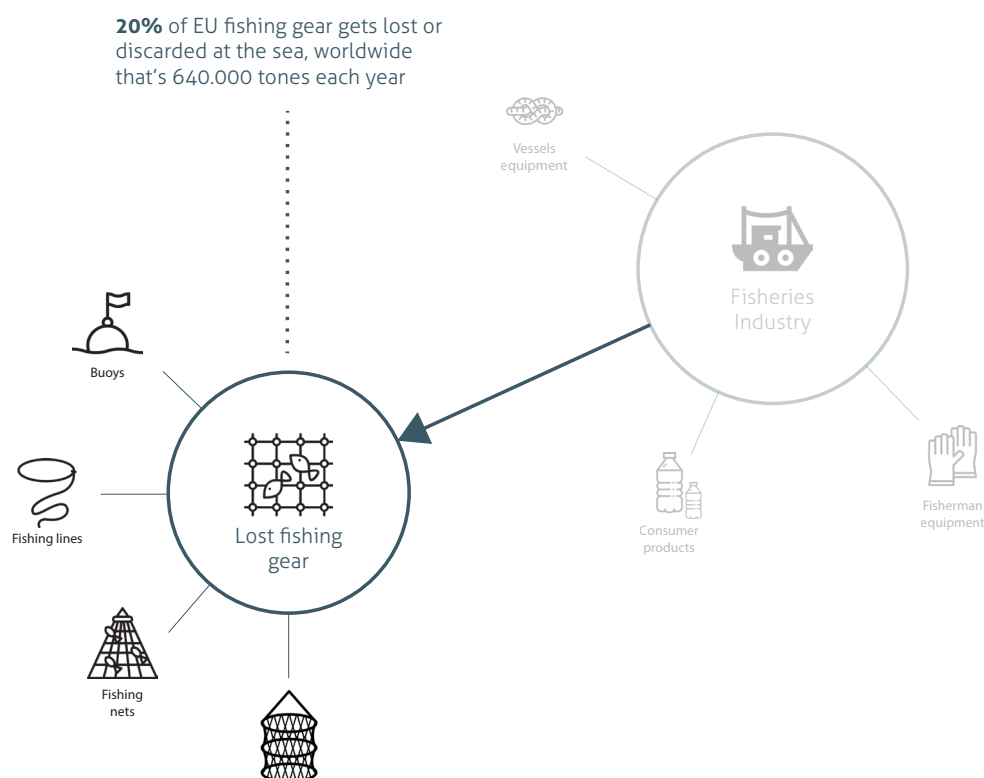 20% of EU fishing gear gets lost or
discarded at the sea, worldwide
that's 640.000 tones each year
Vessels
equipment
Fisheries
Industry
Buoys
Lost fishing
gear
Fishing lines
Consumer
products
Fisherman
equipment
Fishing
nets